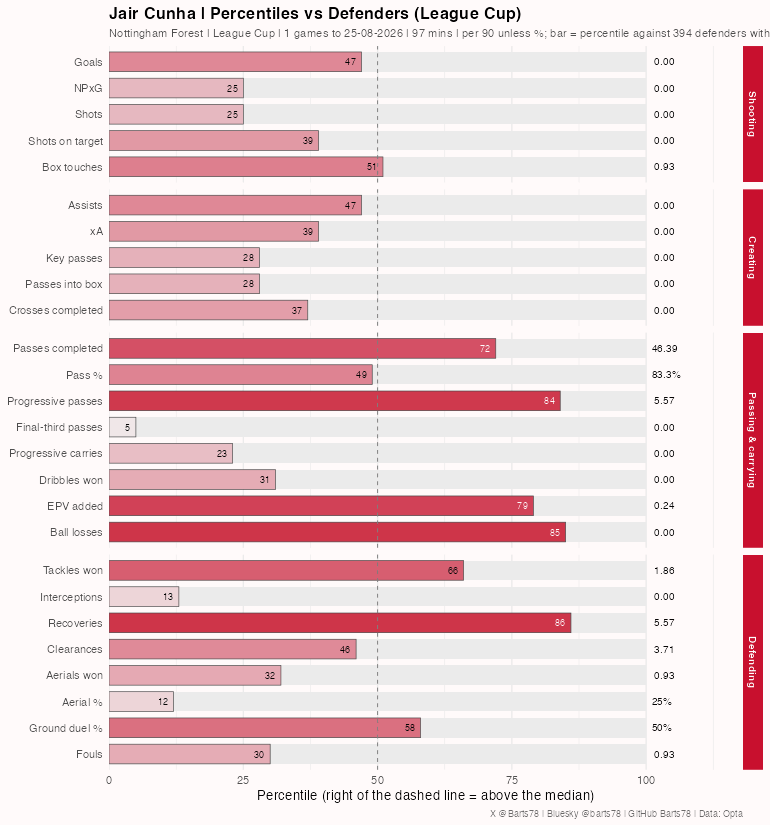 Jair Cunha | Percentiles vs Defenders (League Cup)
Nottingham Forest | League Cup | 1 games to 25-08-2026 | 97 mins | per 90 unless %; bar = percentile against 394 defenders with
Goals 47 0.00
NPxG 25 0.00
Shots 25 0.00
Shots on target 39 0.00
Box touches 51 0.93
Shooting
Assists 47 0.00
xA 39 0.00
Key passes 28 0.00
Passes into box 28 0.00
Crosses completed 37 0.00
Creating
Passes completed 72 46.39
Pass % 49 83.3%
Progressive passes 84 5.57
Final-third passes 5 0.00
Progressive carries 23 0.00
Dribbles won 31 0.00
EPV added 79 0.24
Ball losses 85 0.00
Passing & carrying
Tackles won 66 1.86
Interceptions 13 0.00
Recoveries 86 5.57
Clearances 46 3.71
Aerials won 32 0.93
Aerial % 12 25%
Ground duel % 58 50%
Fouls 30 0.93
Defending
0 25 50 75 100
Percentile (right of the dashed line = above the median)
X @Barts78 | Bluesky @barts78 | GitHub Barts78 | Data: Opta